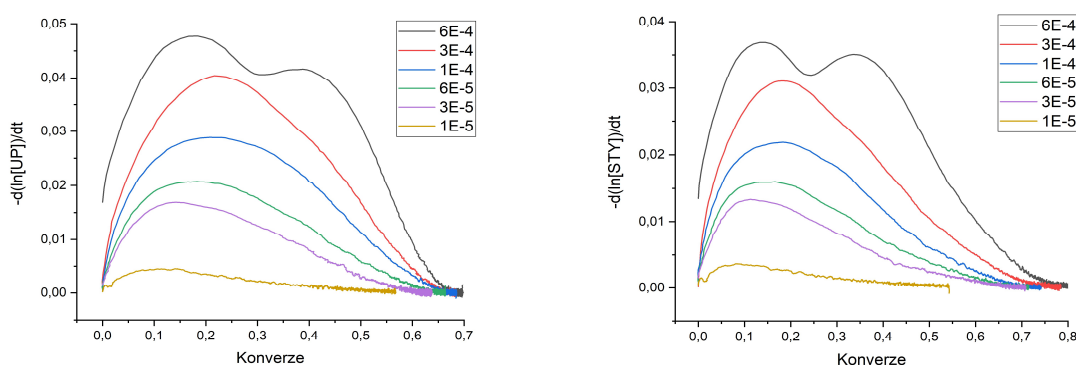 -d(ln[UP])/dt
0,05
0,04
0,03
0,02
0,01
0,00
0,0 0,1 0,2 0,3 0,4 0,5 0,6 0,7
Konverze
6E-4
3E-4
1E-4
6E-5
3E-5
1E-5
-d(ln[STY])/dt
0,04
0,03
0,02
0,01
0,00
0,0 0,1 0,2 0,3 0,4 0,5 0,6 0,7 0,8
Konverze
6E-4
3E-4
1E-4
6E-5
3E-5
1E-5